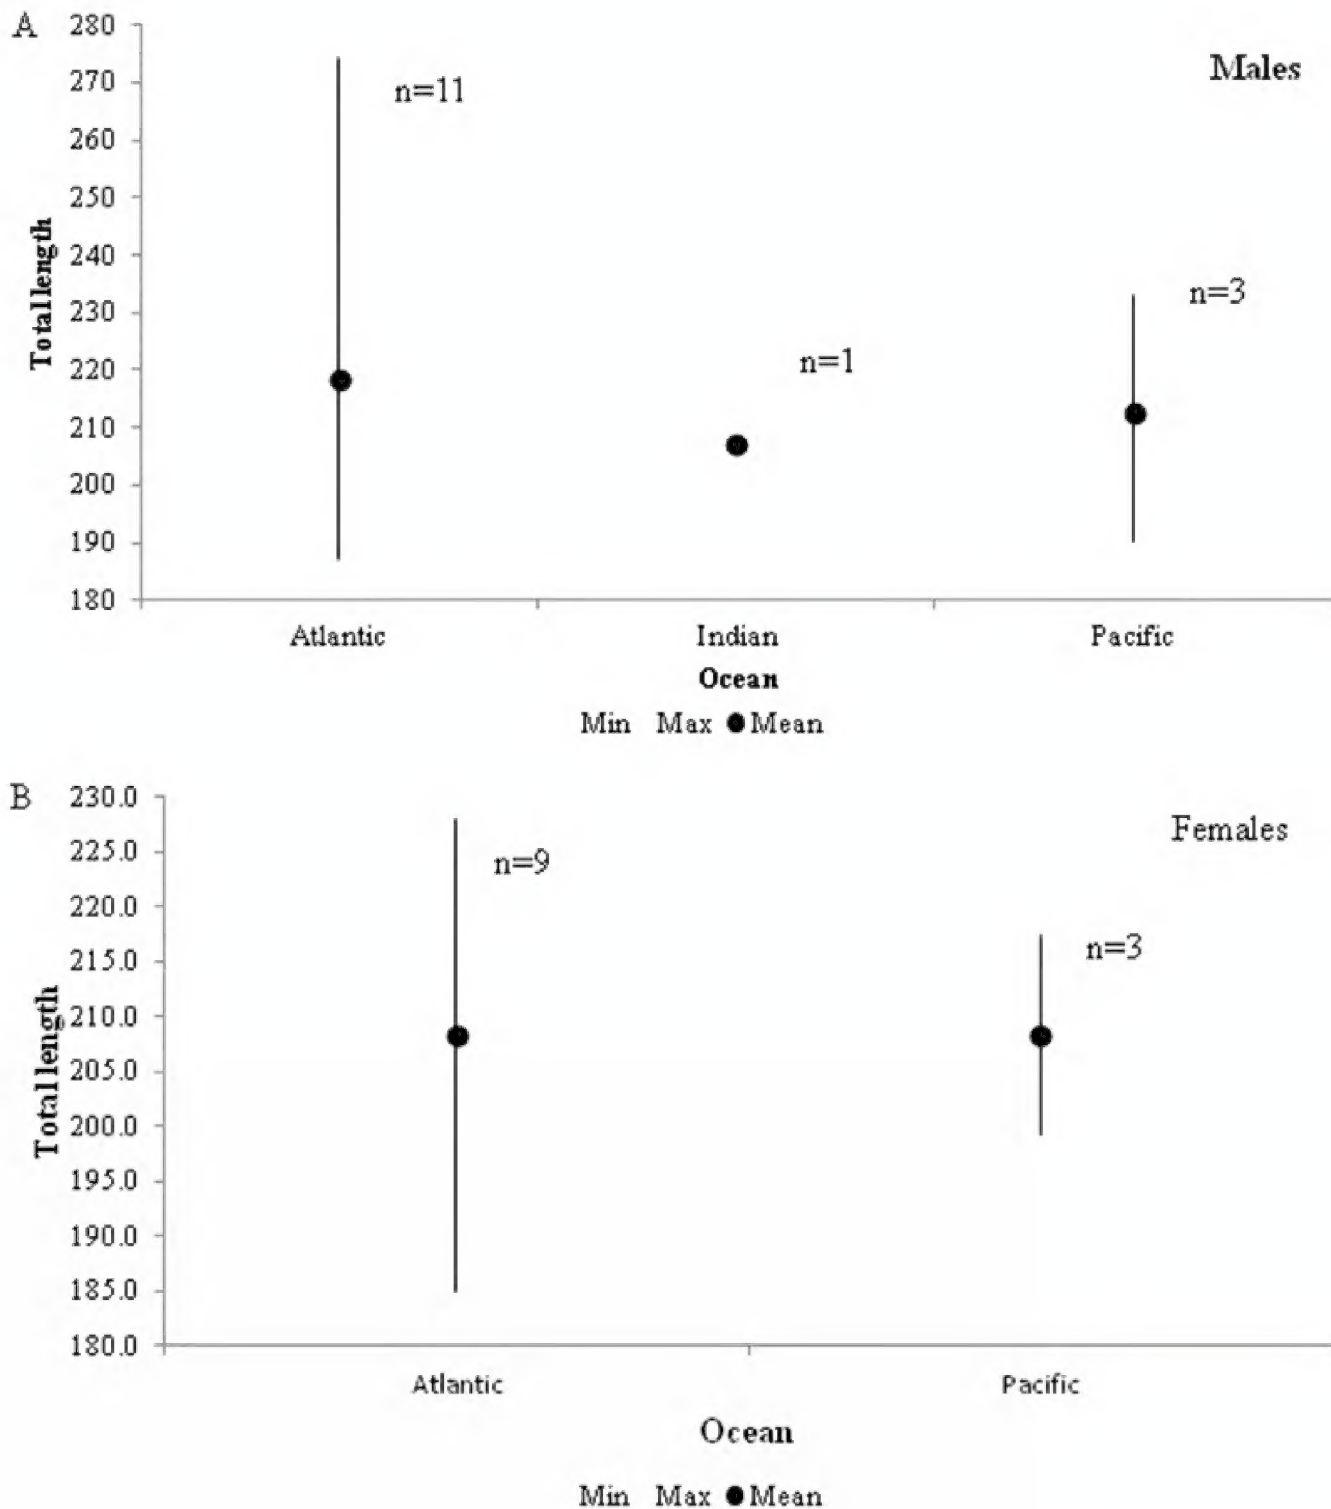 A
280
Males
270
n=11
260
250
240
230
n=3
220
n=1
210
200
190
180
Total length
Atlantic Indian Pacific
Ocean
Min Max Mean
B
230.0
Females
225.0
n=9
220.0
215.0
n=3
210.0
205.0
200.0
195.0
190.0
185.0
180.0
Total length
Atlantic Pacific
Ocean
Min Max Mean